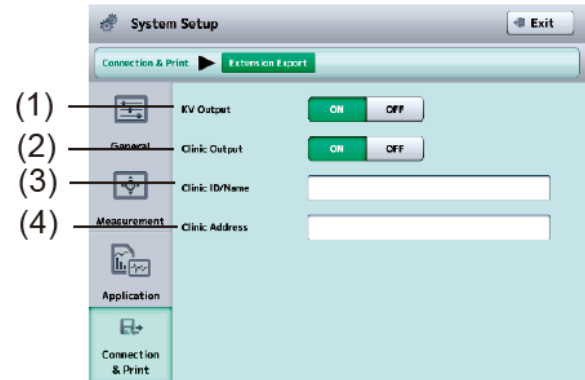 System Setup
Exit
Connection & Print
Extension Export
(1)
KV Output
ON
OFF
General
(2)
Clinic Output
ON
OFF
(3)
Clinic ID/Name
Measurement
(4)
Clinic Address
Application
Connection
& Print